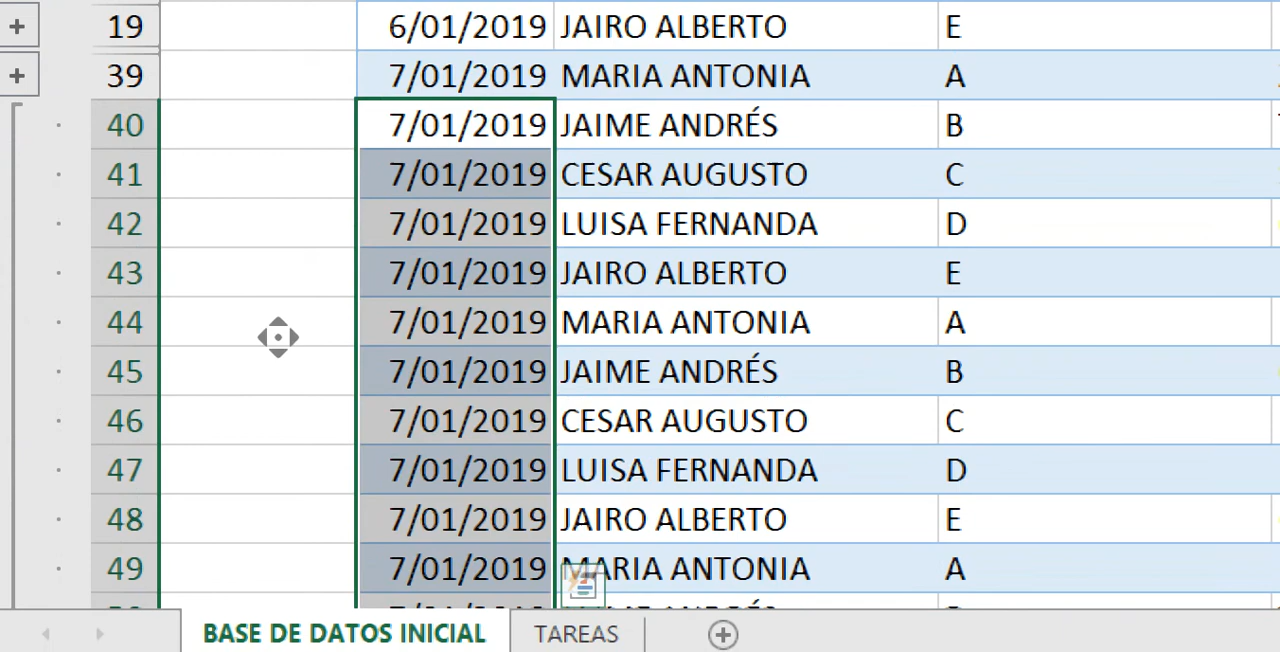 19 6/01/2019 JAIRO ALBERTO E
39 7/01/2019 MARIA ANTONIA A
40 7/01/2019 JAIME ANDRÉS B
41 7/01/2019 CESAR AUGUSTO C
42 7/01/2019 LUISA FERNANDA D
43 7/01/2019 JAIRO ALBERTO E
44 7/01/2019 MARIA ANTONIA A
45 7/01/2019 JAIME ANDRÉS B
46 7/01/2019 CESAR AUGUSTO C
47 7/01/2019 LUISA FERNANDA D
48 7/01/2019 JAIRO ALBERTO E
49 7/01/2019 MARIA ANTONIA A
BASE DE DATOS INICIAL TAREAS